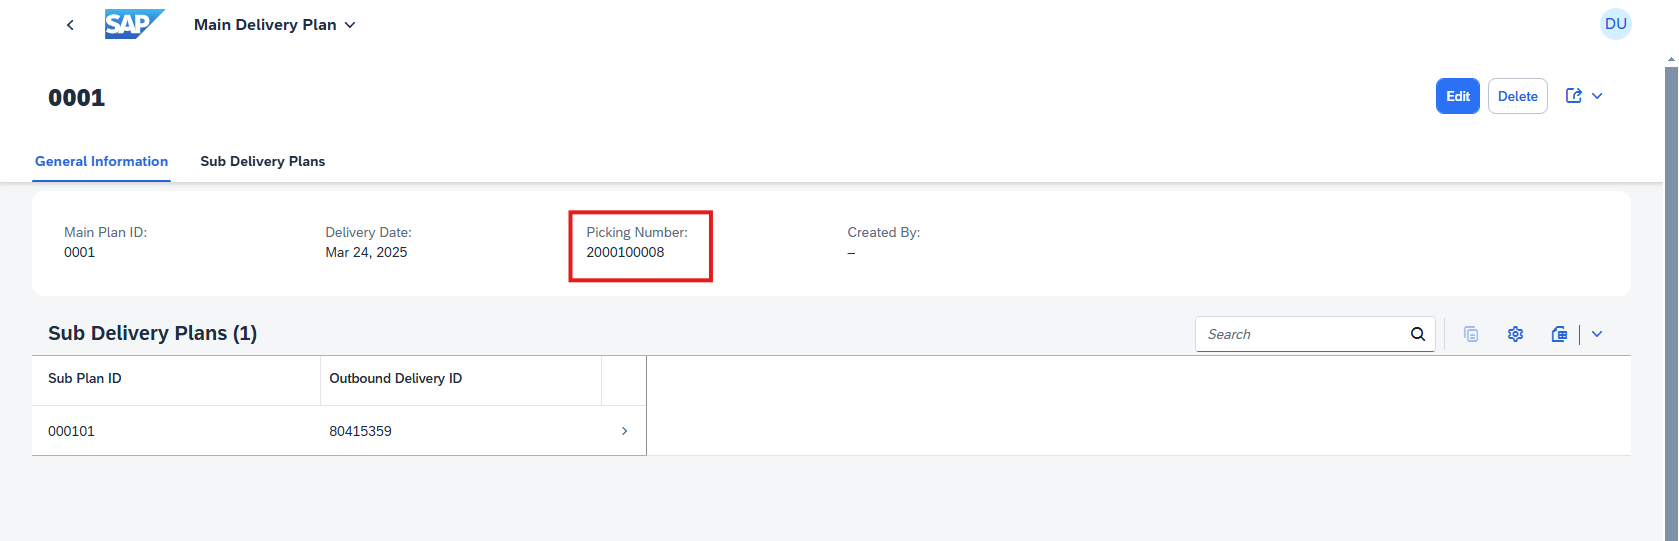 SAP Main Delivery Plan DU
0001
Edit Delete
General Information Sub Delivery Plans
Main Plan ID: Delivery Date: Picking Number: Created By:
0001 Mar 24, 2025 2000100008 –
Sub Delivery Plans (1) Search
Sub Plan ID Outbound Delivery ID
000101 80415359